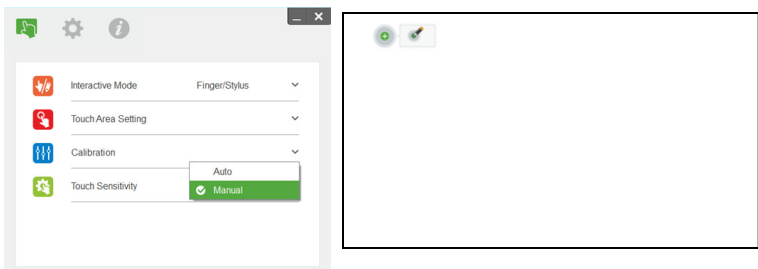 Interactive Mode Finger/Stylus
Touch Area Setting
Calibration
Auto
Touch Sensitivity
Manual